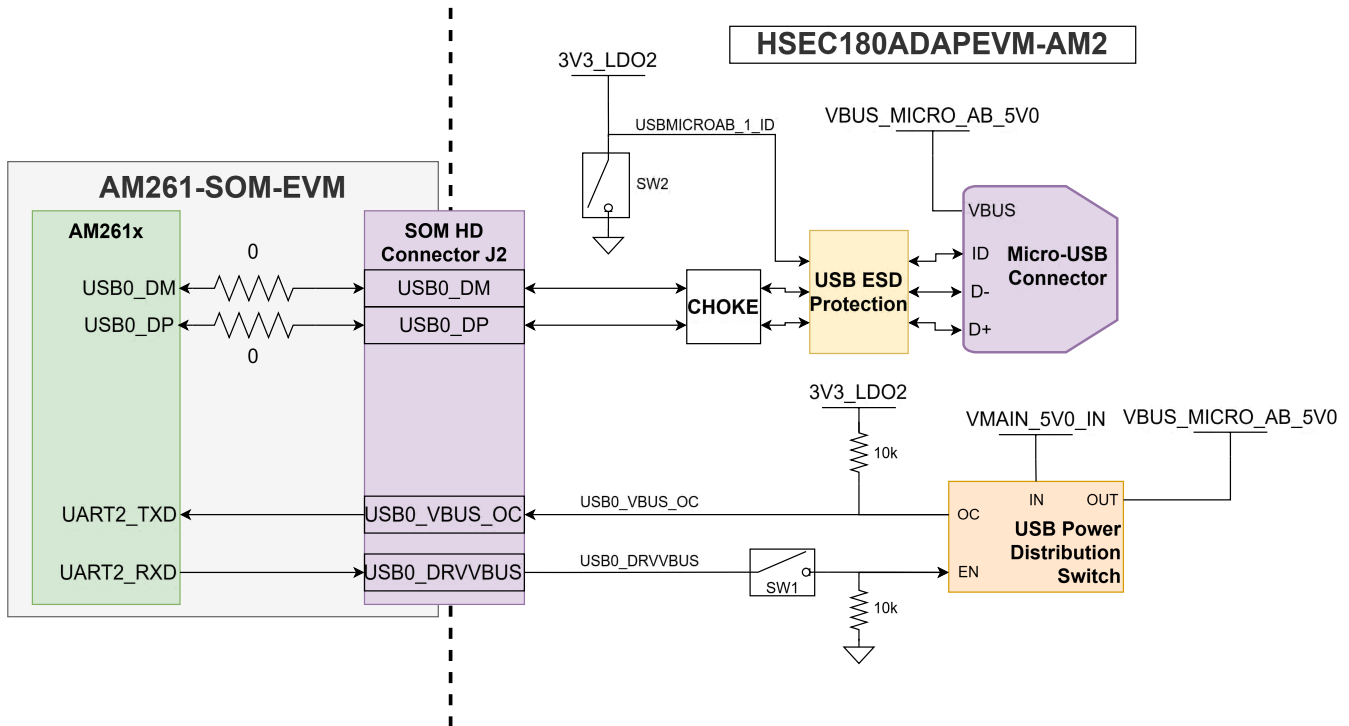 HSEC180ADAPEVM-AM2
3V3_LDO2
USBMICROAB_1_ID
VBUS_MICRO_AB_5V0
SW2
AM261-SOM-EVM
AM261x
SOM HD
Connector J2
VBUS
0
USB ESD
Protection
ID
Micro-USB
Connector
USB0_DM
USB0_DM
CHOKE
D-
USB0_DP
USB0_DP
D+
0
3V3_LDO2
VMAIN_5V0_IN
VBUS_MICRO_AB_5V0
10k
UART2_TXD
USB0_VBUS_OC
USB0_VBUS_OC
OC
IN
OUT
USB Power
Distribution
Switch
UART2_RXD
USB0_DRVVBUS
USB0_DRVVBUS
SW1
EN
10k